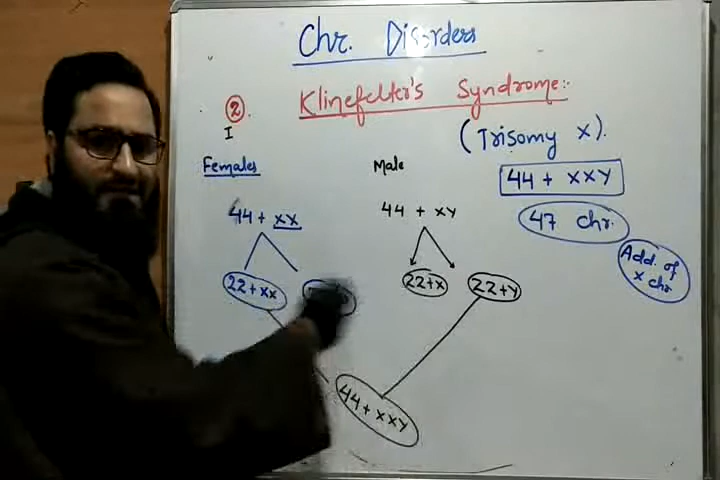 Chr. Disorders
②. Klinefelter's Syndrome:-
I
(Trisomy X).
Females
Male
44 + XXY
44 + XX
44 + XY
47 chr.
Add. of
X chr
22+XX
22+X
22+Y
44+XXY